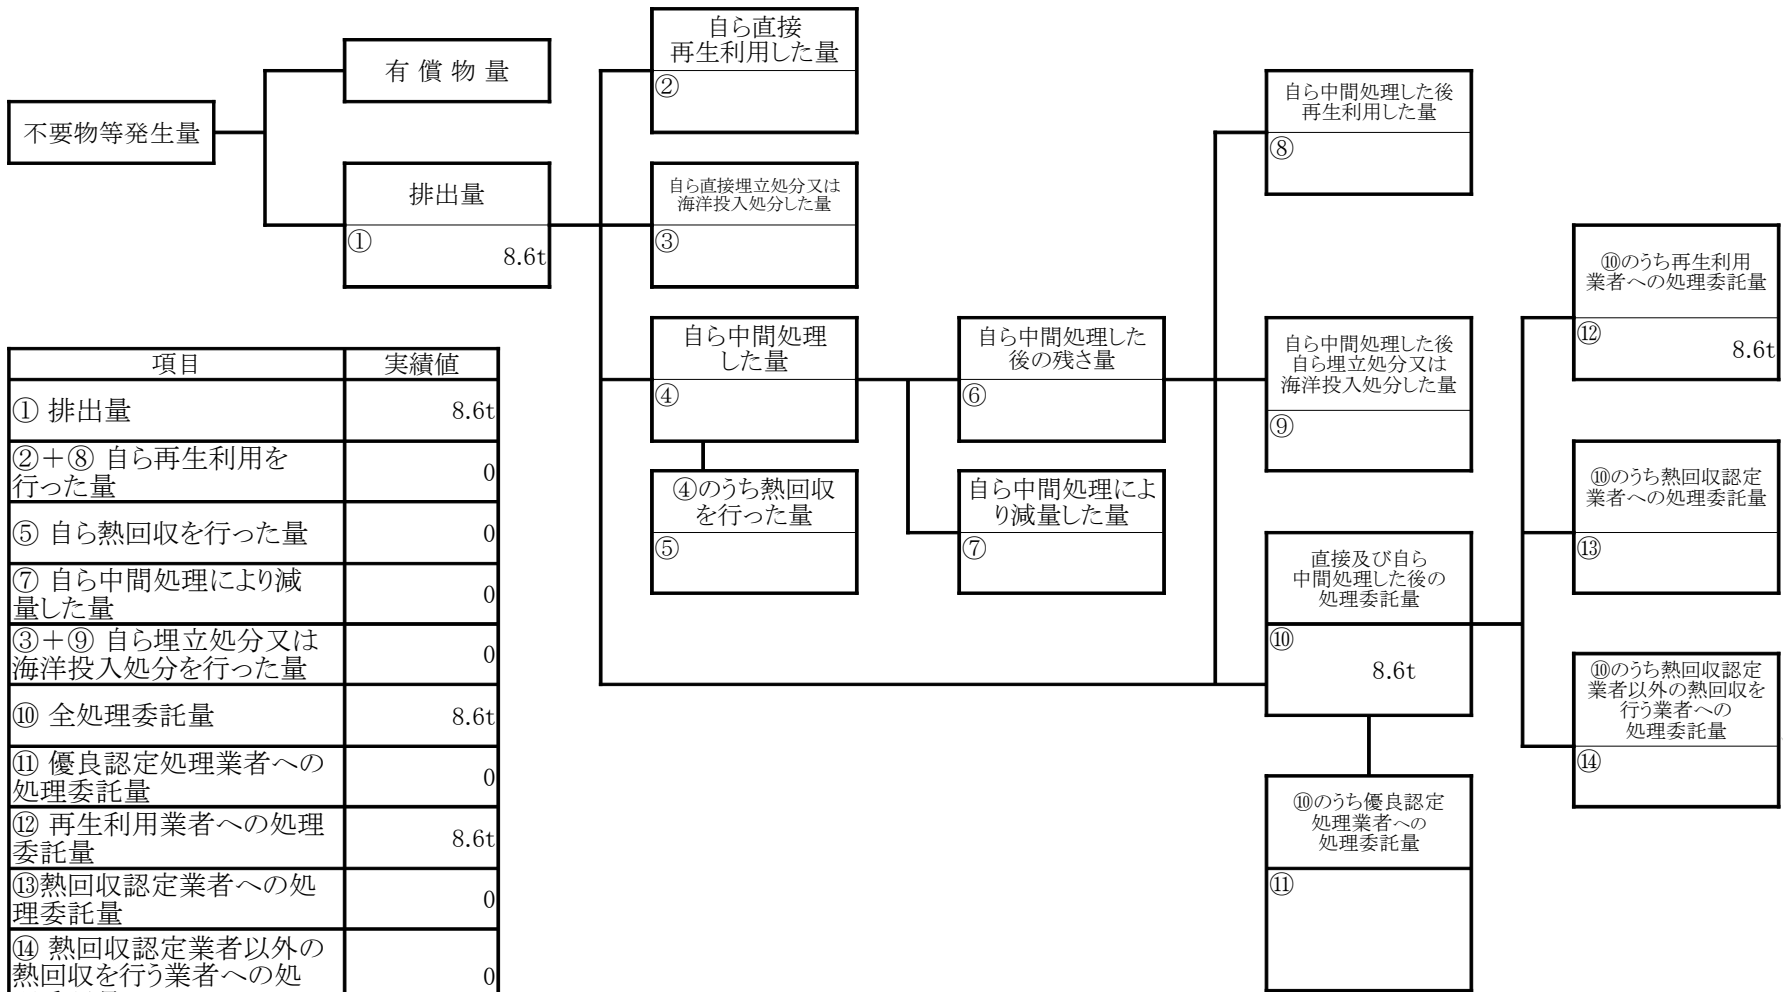 不要物等発生量
有 償 物 量
排出量
①
8.6t
自ら直接
再生利用した量
②
自ら直接埋立処分又は
海洋投入処分した量
③
自ら中間処理
した量
④
④のうち熱回収
を行った量
⑤
自ら中間処理した
後の残さ量
⑥
自ら中間処理によ
り減量した量
⑦
自ら中間処理した後
再生利用した量
⑧
自ら中間処理した後
自ら埋立処分又は
海洋投入処分した量
⑨
直接及び自ら
中間処理した後の
処理委託量
⑩
8.6t
⑩のうち優良認定
処理業者への
処理委託量
⑪
⑩のうち再生利用
業者への処理委託量
⑫
8.6t
⑩のうち熱回収認定
業者への処理委託量
⑬
⑩のうち熱回収認定
業者以外の熱回収を
行う業者への
処理委託量
⑭
項目 実績値
① 排出量 8.6t
②＋⑧ 自ら再生利用を
行った量 0
⑤ 自ら熱回収を行った量 0
⑦ 自ら中間処理により減
量した量 0
③＋⑨ 自ら埋立処分又は
海洋投入処分を行った量 0
⑩ 全処理委託量 8.6t
⑪ 優良認定処理業者への
処理委託量 0
⑫ 再生利用業者への処理
委託量 8.6t
⑬熱回収認定業者への処
理委託量 0
⑭ 熱回収認定業者以外の
熱回収を行う業者への処 0